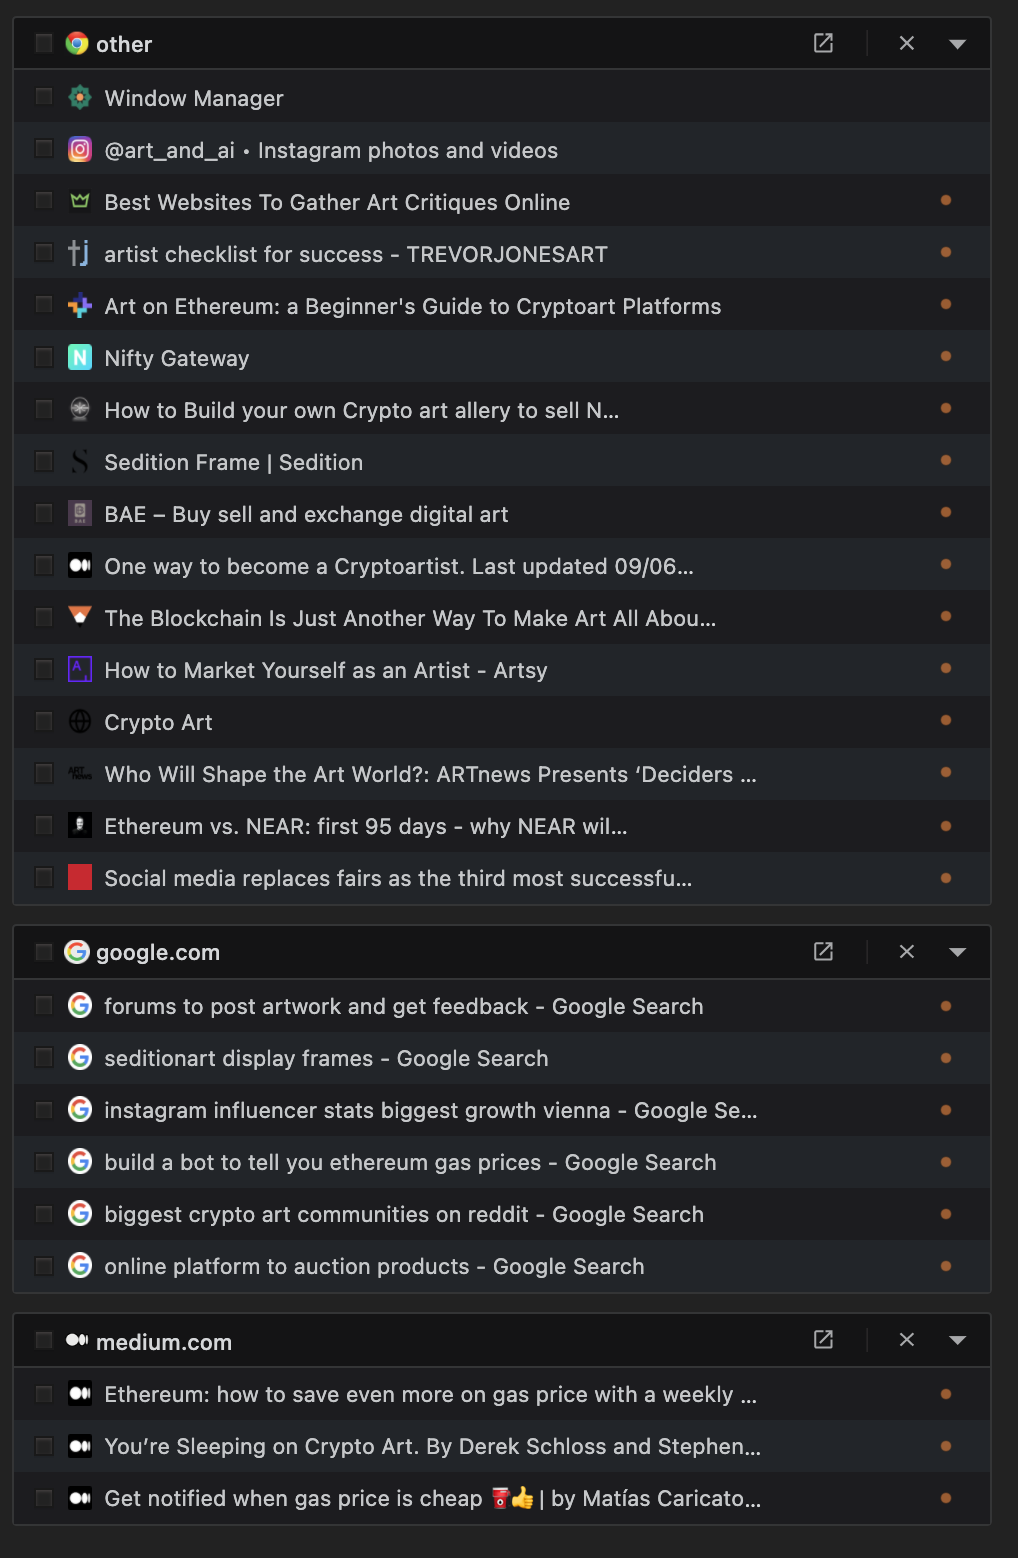 other
Window Manager
@art_and_ai • Instagram photos and videos
Best Websites To Gather Art Critiques Online
artist checklist for success - TREVORJONESART
Art on Ethereum: a Beginner's Guide to Cryptoart Platforms
Nifty Gateway
How to Build your own Crypto art allery to sell N...
Sedition Frame | Sedition
BAE – Buy sell and exchange digital art
One way to become a Cryptoartist. Last updated 09/06...
The Blockchain Is Just Another Way To Make Art All Abou...
How to Market Yourself as an Artist - Artsy
Crypto Art
Who Will Shape the Art World?: ARTnews Presents ‘Deciders ...
Ethereum vs. NEAR: first 95 days - why NEAR wil...
Social media replaces fairs as the third most successfu...
google.com
forums to post artwork and get feedback - Google Search
seditionart display frames - Google Search
instagram influencer stats biggest growth vienna - Google Se...
build a bot to tell you ethereum gas prices - Google Search
biggest crypto art communities on reddit - Google Search
online platform to auction products - Google Search
medium.com
Ethereum: how to save even more on gas price with a weekly ...
You’re Sleeping on Crypto Art. By Derek Schloss and Stephen...
Get notified when gas price is cheap ⛽👍 | by Matías Caricato...